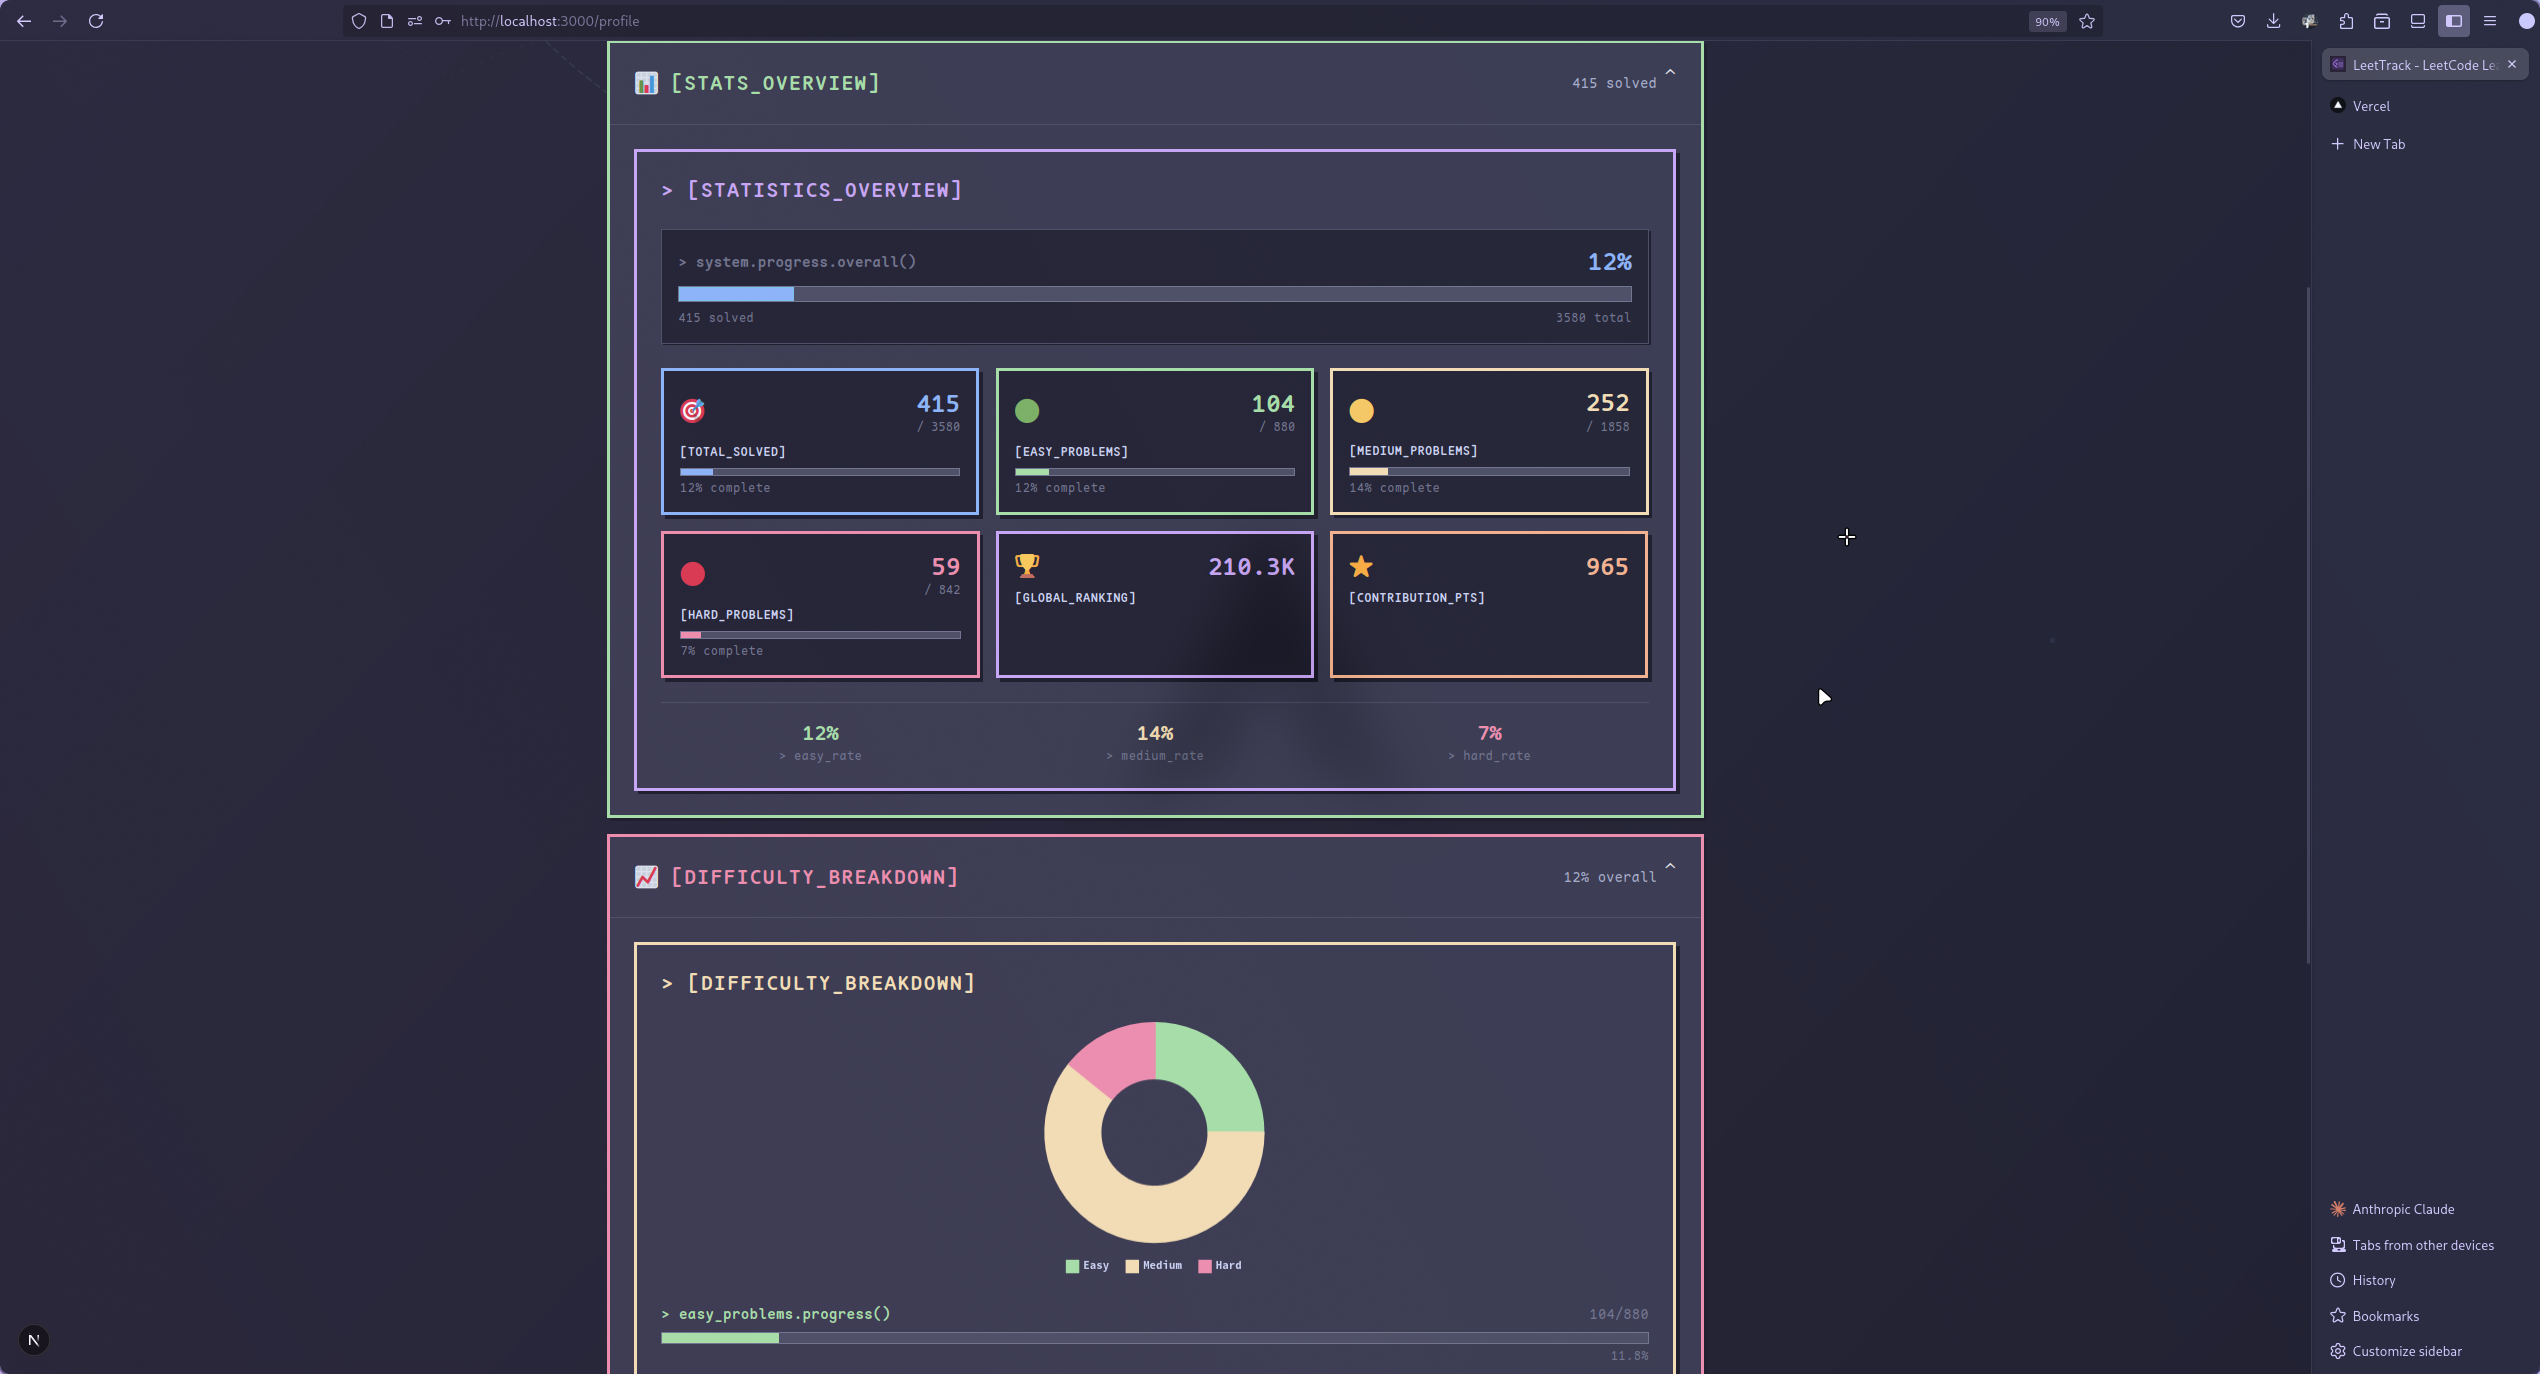 http://localhost:3000/profile
90%
LeetTrack - LeetCode Le
Vercel
New Tab
[STATS_OVERVIEW]
415 solved
> [STATISTICS_OVERVIEW]
> system.progress.overall()
12%
415 solved
3580 total
415
/ 3580
[TOTAL_SOLVED]
12% complete
104
/ 880
[EASY_PROBLEMS]
12% complete
252
/ 1858
[MEDIUM_PROBLEMS]
14% complete
59
/ 842
[HARD_PROBLEMS]
7% complete
210.3K
[GLOBAL_RANKING]
965
[CONTRIBUTION_PTS]
12%
> easy_rate
14%
> medium_rate
7%
> hard_rate
[DIFFICULTY_BREAKDOWN]
12% overall
> [DIFFICULTY_BREAKDOWN]
Easy
Medium
Hard
> easy_problems.progress()
104/880
11.8%
N
Anthropic Claude
Tabs from other devices
History
Bookmarks
Customize sidebar